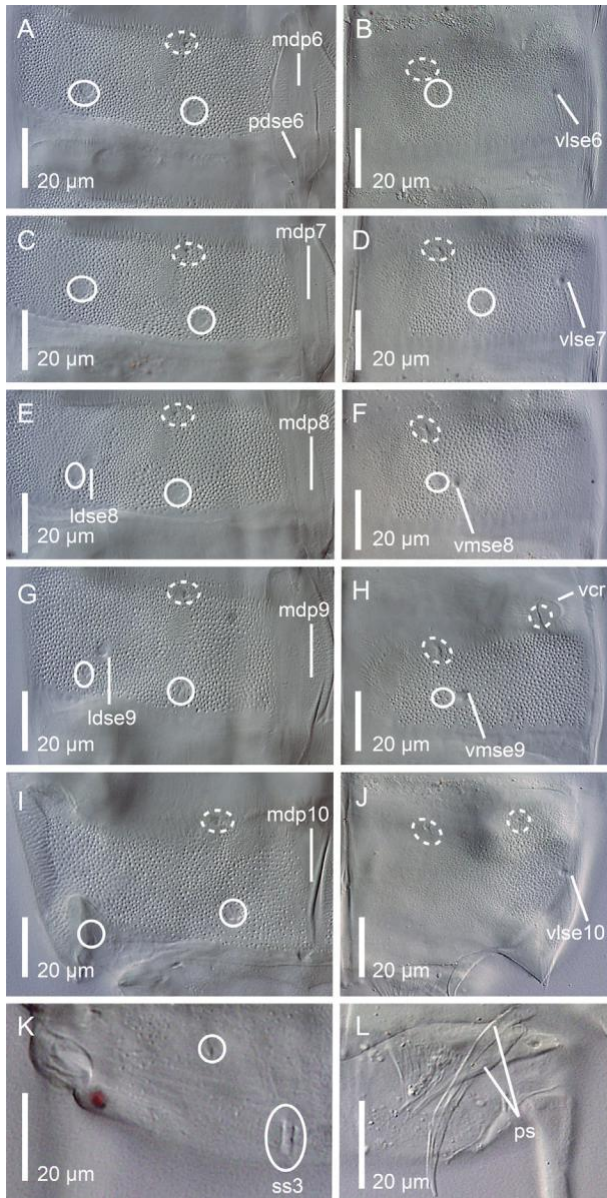 A
mdp6
pdse6
20 µm
B
vlse6
20 µm
C
mdp7
20 µm
D
vlse7
20 µm
E
mdp8
ldse8
20 µm
F
vmse8
20 µm
G
mdp9
ldse9
20 µm
H
vcr
vmse9
20 µm
I
mdp10
20 µm
J
vlse10
20 µm
K
ss3
20 µm
L
ps
20 µm